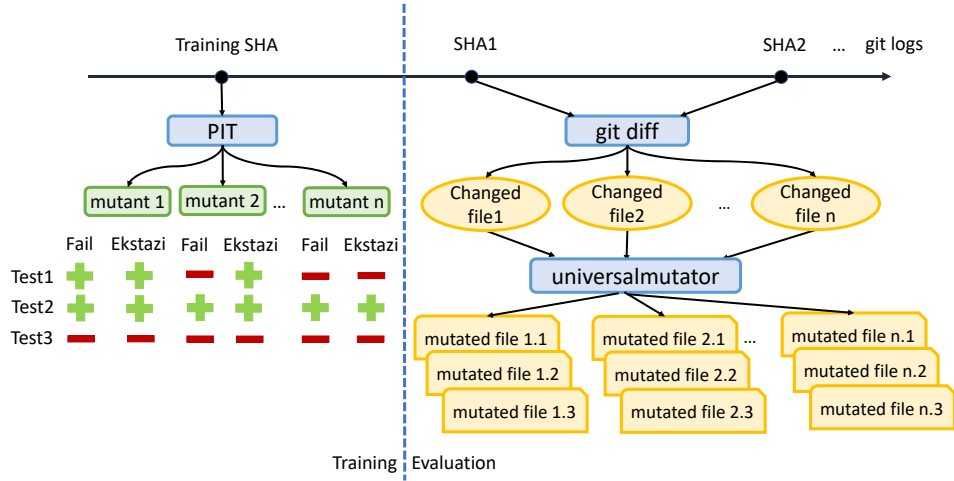 Training SHA
SHA1
SHA2
... git logs
PIT
git diff
mutant 1
mutant 2
...
mutant n
Changed
file1
Changed
file2
...
Changed
file n
Fail
Ekstazi
Fail
Ekstazi
Fail
Ekstazi
Test1
Test2
Test3
universalmutator
mutated file 1.1
mutated file 1.2
mutated file 1.3
mutated file 2.1
mutated file 2.2
mutated file 2.3
...
mutated file n.1
mutated file n.2
mutated file n.3
Training
Evaluation